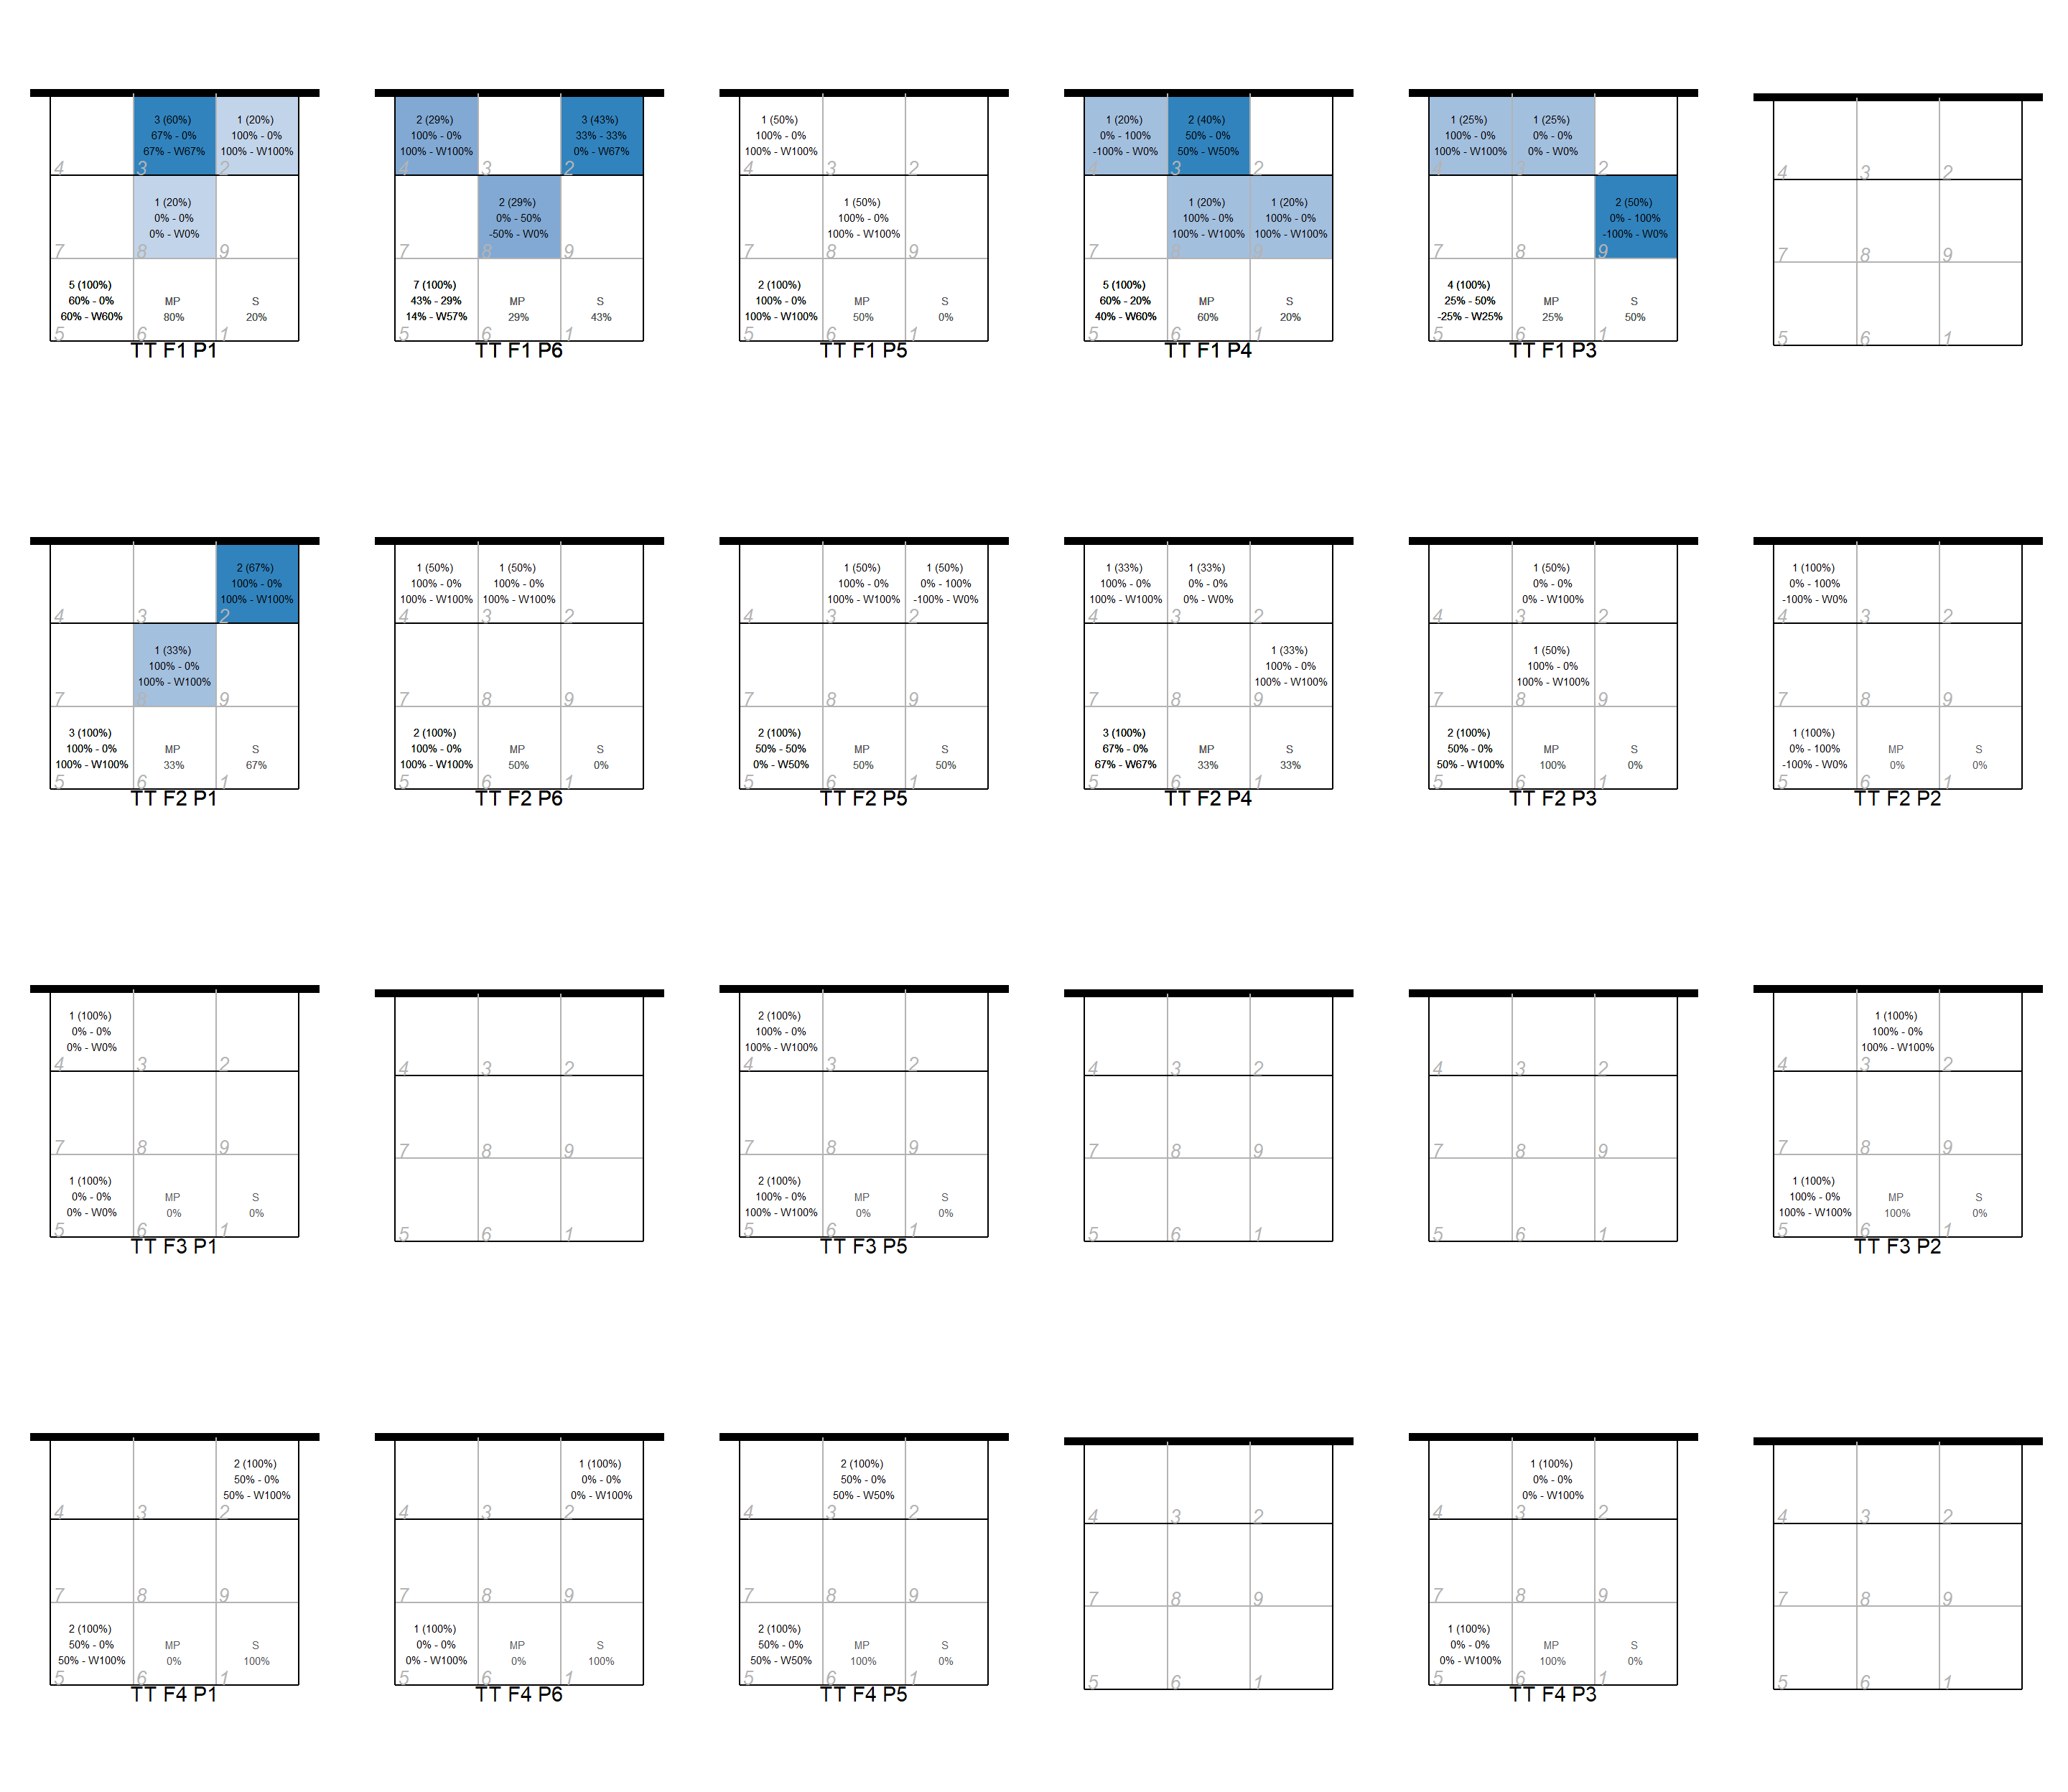 3 (60%)
67% - 0%
67% - W67%
1 (20%)
100% - 0%
100% - W100%
4
3
2
1 (20%)
0% - 0%
0% - W0%
7
8
9
5 (100%)
60% - 0%
60% - W60%
MP
80%
S
20%
5
6
1
TT F1 P1
2 (29%)
100% - 0%
100% - W100%
3 (43%)
33% - 33%
0% - W67%
4
3
2
2 (29%)
0% - 50%
-50% - W0%
7
8
9
7 (100%)
43% - 29%
14% - W57%
MP
29%
S
43%
5
6
1
TT F1 P6
1 (50%)
100% - 0%
100% - W100%
4
3
2
1 (50%)
100% - 0%
100% - W100%
7
8
9
2 (100%)
100% - 0%
100% - W100%
MP
50%
S
0%
5
6
1
TT F1 P5
1 (20%)
0% - 100%
-100% - W0%
2 (40%)
50% - 0%
50% - W50%
4
3
2
1 (20%)
100% - 0%
100% - W100%
1 (20%)
100% - 0%
100% - W100%
7
8
9
5 (100%)
60% - 20%
40% - W60%
MP
60%
S
20%
5
6
1
TT F1 P4
1 (25%)
100% - 0%
100% - W100%
1 (25%)
0% - 0%
0% - W0%
4
3
2
2 (50%)
0% - 100%
-100% - W0%
7
8
9
4 (100%)
25% - 50%
-25% - W25%
MP
25%
S
50%
5
6
1
TT F1 P3
4
3
2
7
8
9
5
6
1
2 (67%)
100% - 0%
100% - W100%
4
3
2
1 (33%)
100% - 0%
100% - W100%
7
8
9
3 (100%)
100% - 0%
100% - W100%
MP
33%
S
67%
5
6
1
TT F2 P1
1 (50%)
100% - 0%
100% - W100%
1 (50%)
100% - 0%
100% - W100%
4
3
2
7
8
9
2 (100%)
100% - 0%
100% - W100%
MP
50%
S
0%
5
6
1
TT F2 P6
1 (50%)
100% - 0%
100% - W100%
1 (50%)
0% - 100%
-100% - W0%
4
3
2
7
8
9
2 (100%)
50% - 50%
0% - W50%
MP
50%
S
50%
5
6
1
TT F2 P5
1 (33%)
100% - 0%
100% - W100%
1 (33%)
0% - 0%
0% - W0%
4
3
2
1 (33%)
100% - 0%
100% - W100%
7
8
9
3 (100%)
67% - 0%
67% - W67%
MP
33%
S
33%
5
6
1
TT F2 P4
1 (50%)
0% - 0%
0% - W100%
4
3
2
1 (50%)
100% - 0%
100% - W100%
7
8
9
2 (100%)
50% - 0%
50% - W100%
MP
100%
S
0%
5
6
1
TT F2 P3
1 (100%)
0% - 100%
-100% - W0%
4
3
2
7
8
9
1 (100%)
0% - 100%
-100% - W0%
MP
0%
S
0%
5
6
1
TT F2 P2
1 (100%)
0% - 0%
0% - W0%
4
3
2
7
8
9
1 (100%)
0% - 0%
0% - W0%
MP
0%
S
0%
5
6
1
TT F3 P1
4
3
2
7
8
9
5
6
1
2 (100%)
100% - 0%
100% - W100%
4
3
2
7
8
9
2 (100%)
100% - 0%
100% - W100%
MP
0%
S
0%
5
6
1
TT F3 P5
4
3
2
7
8
9
5
6
1
4
3
2
7
8
9
5
6
1
1 (100%)
100% - 0%
100% - W100%
4
3
2
7
8
9
1 (100%)
100% - 0%
100% - W100%
MP
100%
S
0%
5
6
1
TT F3 P2
2 (100%)
50% - 0%
50% - W100%
4
3
2
7
8
9
2 (100%)
50% - 0%
50% - W100%
MP
0%
S
100%
5
6
1
TT F4 P1
1 (100%)
0% - 0%
0% - W100%
4
3
2
7
8
9
1 (100%)
0% - 0%
0% - W100%
MP
0%
S
100%
5
6
1
TT F4 P6
2 (100%)
50% - 0%
50% - W50%
4
3
2
7
8
9
2 (100%)
50% - 0%
50% - W50%
MP
100%
S
0%
5
6
1
TT F4 P5
4
3
2
7
8
9
5
6
1
1 (100%)
0% - 0%
0% - W100%
4
3
2
7
8
9
1 (100%)
0% - 0%
0% - W100%
MP
100%
S
0%
5
6
1
TT F4 P3
4
3
2
7
8
9
5
6
1